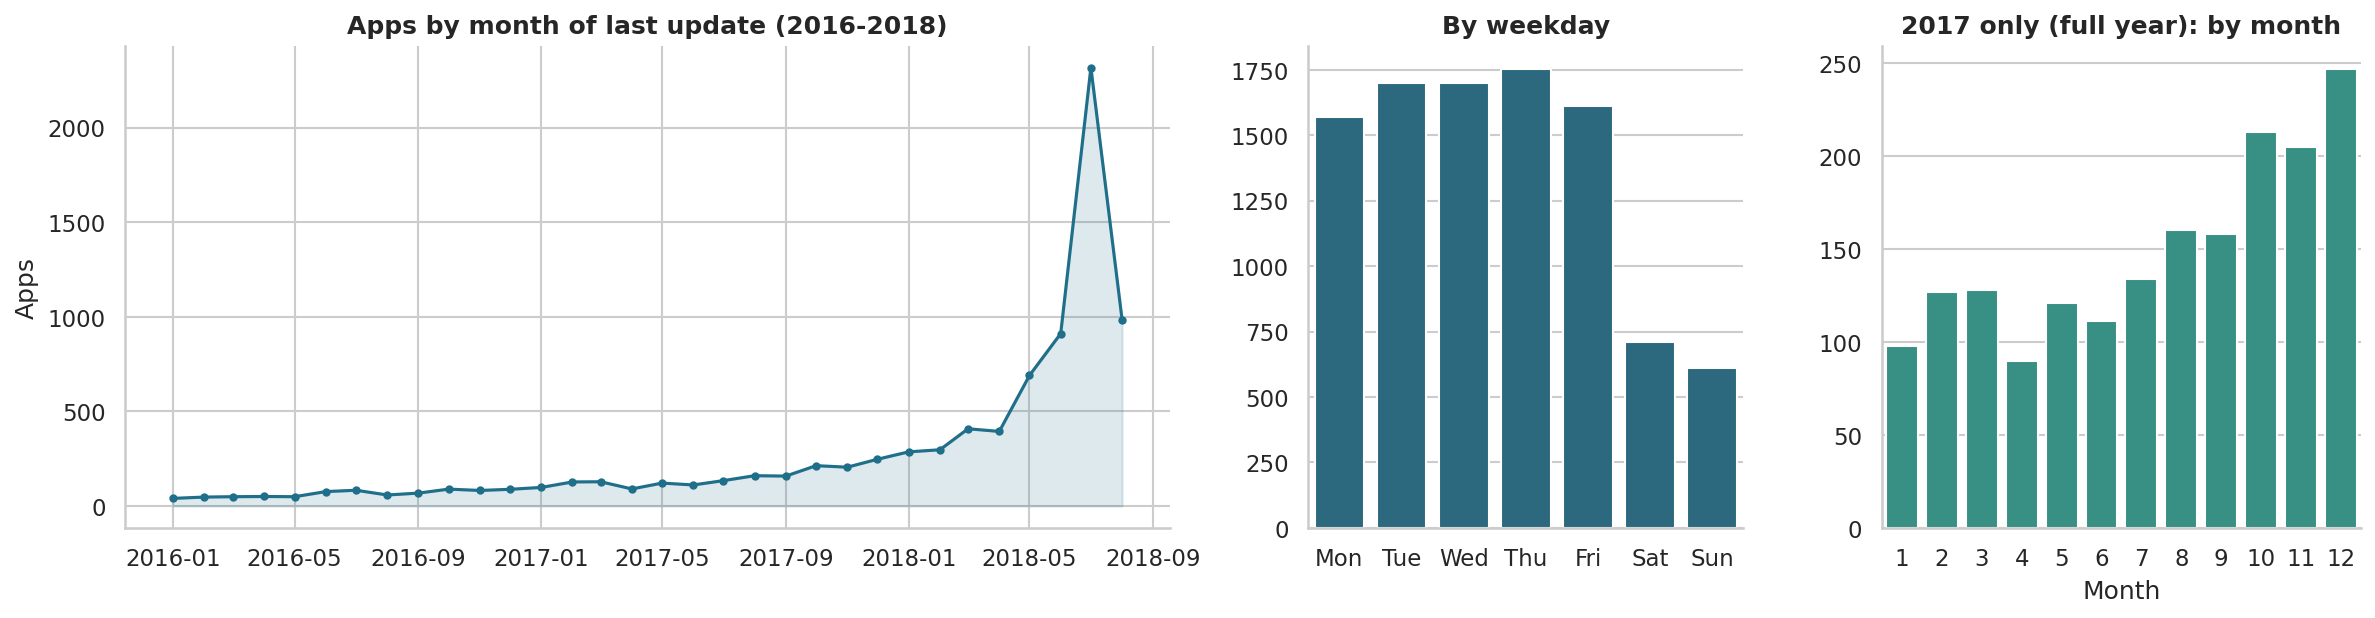 Apps by month of last update (2016-2018)
Apps
2000
1500
1000
500
0
2016-01 2016-05 2016-09 2017-01 2017-05 2017-09 2018-01 2018-05 2018-09
By weekday
1750
1500
1250
1000
750
500
250
0
Mon Tue Wed Thu Fri Sat Sun
2017 only (full year): by month
250
200
150
100
50
0
1 2 3 4 5 6 7 8 9 10 11 12
Month